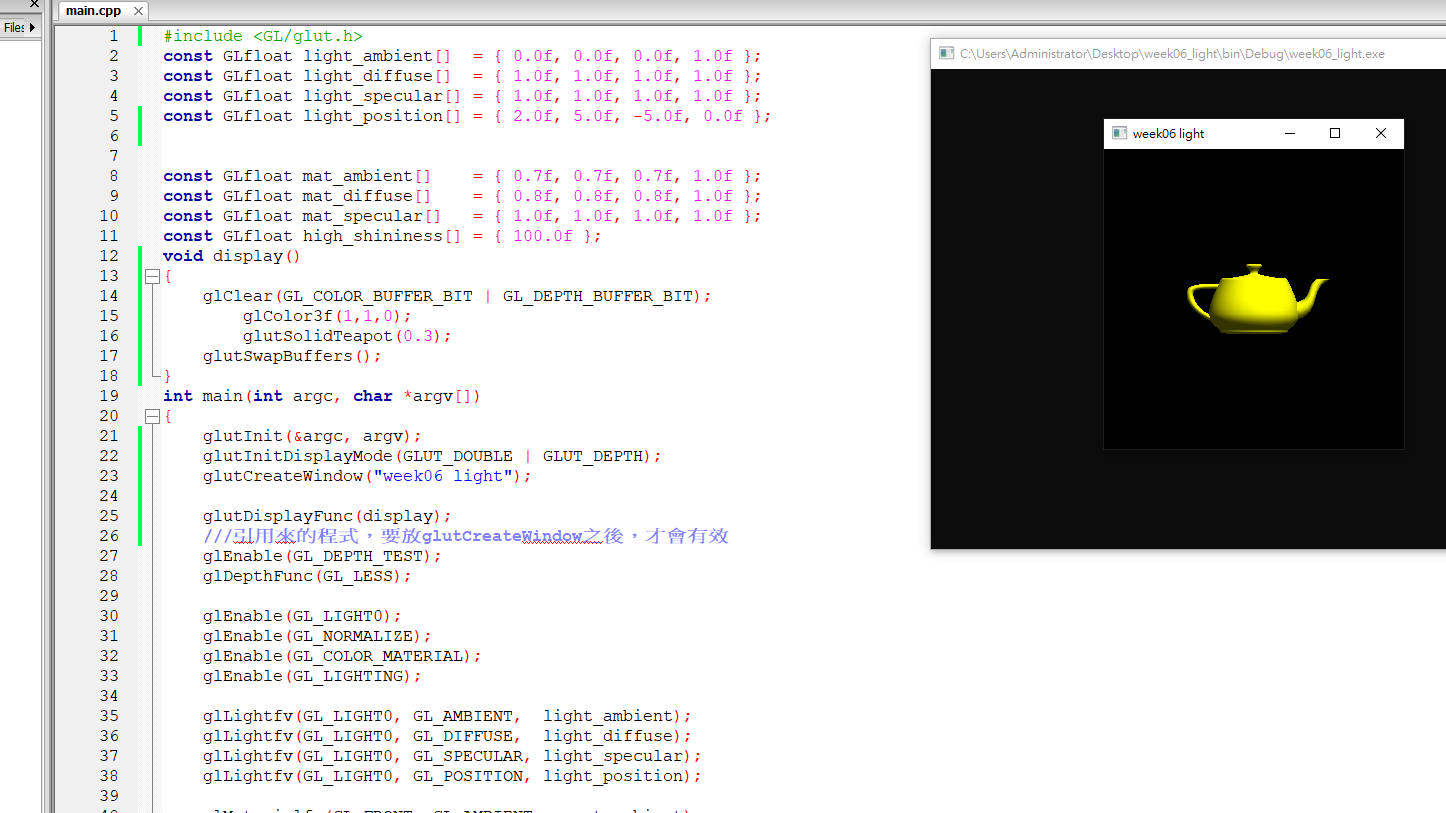 main.cpp
Files
1 #include <GL/glut.h>
2 const GLfloat light_ambient[]  = { 0.0f, 0.0f, 0.0f, 1.0f };
3 const GLfloat light_diffuse[]  = { 1.0f, 1.0f, 1.0f, 1.0f };
4 const GLfloat light_specular[] = { 1.0f, 1.0f, 1.0f, 1.0f };
5 const GLfloat light_position[] = { 2.0f, 5.0f, -5.0f, 0.0f };
6
7
8 const GLfloat mat_ambient[]    = { 0.7f, 0.7f, 0.7f, 1.0f };
9 const GLfloat mat_diffuse[]    = { 0.8f, 0.8f, 0.8f, 1.0f };
10 const GLfloat mat_specular[]   = { 1.0f, 1.0f, 1.0f, 1.0f };
11 const GLfloat high_shininess[] = { 100.0f };
12 void display()
13 {
14     glClear(GL_COLOR_BUFFER_BIT | GL_DEPTH_BUFFER_BIT);
15         glColor3f(1,1,0);
16         glutSolidTeapot(0.3);
17     glutSwapBuffers();
18 }
19 int main(int argc, char *argv[])
20 {
21     glutInit(&argc, argv);
22     glutInitDisplayMode(GLUT_DOUBLE | GLUT_DEPTH);
23     glutCreateWindow("week06 light");
24
25     glutDisplayFunc(display);
26     ///引用來的程式，要放glutCreateWindow之後，才會有效
27     glEnable(GL_DEPTH_TEST);
28     glDepthFunc(GL_LESS);
29
30     glEnable(GL_LIGHT0);
31     glEnable(GL_NORMALIZE);
32     glEnable(GL_COLOR_MATERIAL);
33     glEnable(GL_LIGHTING);
34
35     glLightfv(GL_LIGHT0, GL_AMBIENT,  light_ambient);
36     glLightfv(GL_LIGHT0, GL_DIFFUSE,  light_diffuse);
37     glLightfv(GL_LIGHT0, GL_SPECULAR, light_specular);
38     glLightfv(GL_LIGHT0, GL_POSITION, light_position);
39
C:\Users\Administrator\Desktop\week06_light\bin\Debug\week06_light.exe
week06 light